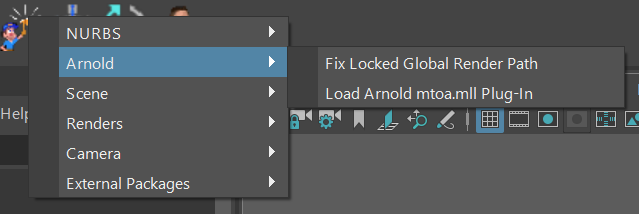 NURBS
Arnold
Fix Locked Global Render Path
Load Arnold mtoa.mll Plug-In
Scene
Help
Renders
Camera
External Packages